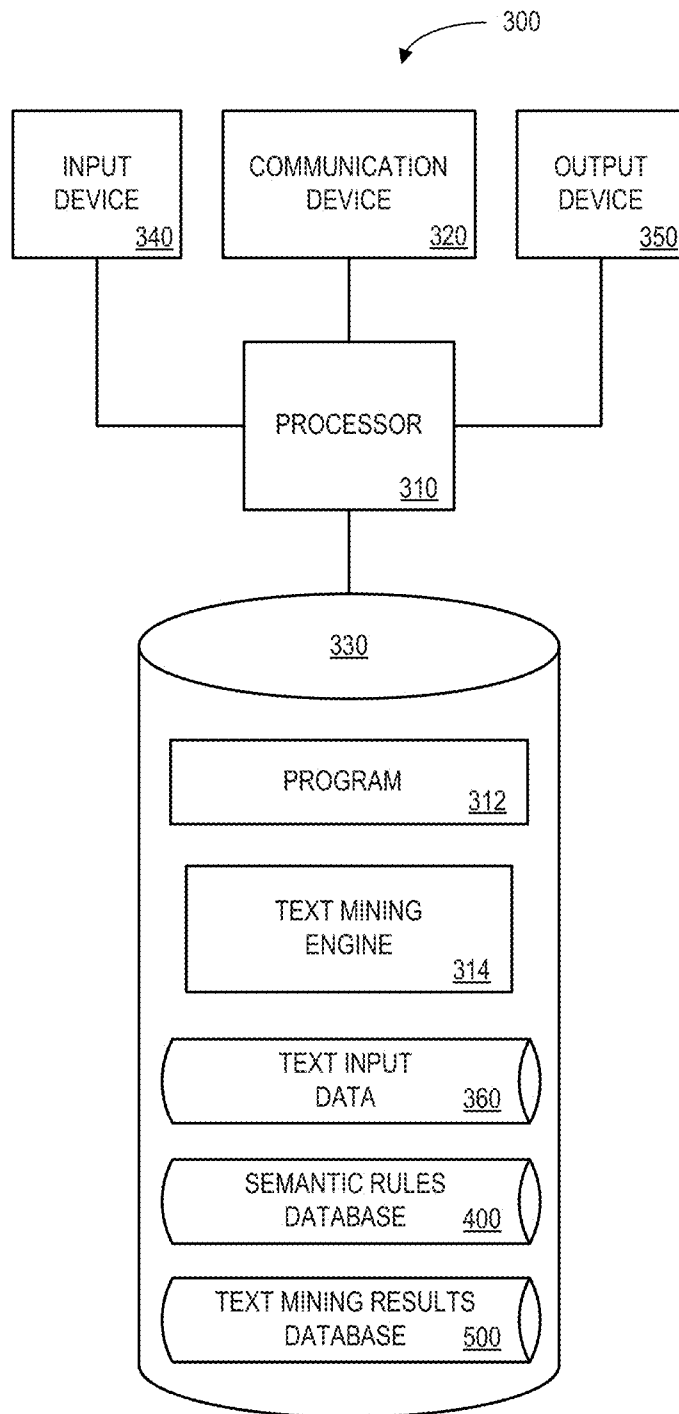 300
INPUT
DEVICE
340
COMMUNICATION
DEVICE
320
OUTPUT
DEVICE
350
PROCESSOR
310
330
PROGRAM
312
TEXT MINING
ENGINE
314
TEXT INPUT
DATA
360
SEMANTIC RULES
DATABASE
400
TEXT MINING RESULTS
DATABASE
500